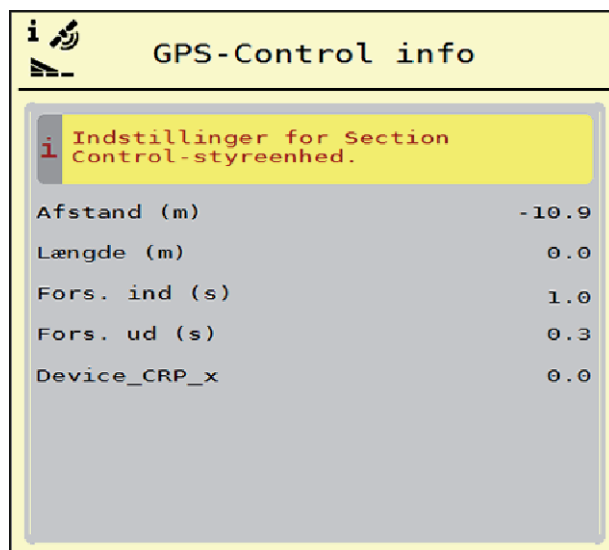 GPS-Control info
i Indstillinger for Section
Control-styreenhed.
Afstand (m) -10.9
Længde (m) 0.0
Fors. ind (s) 1.0
Fors. ud (s) 0.3
Device_CRP_x 0.0